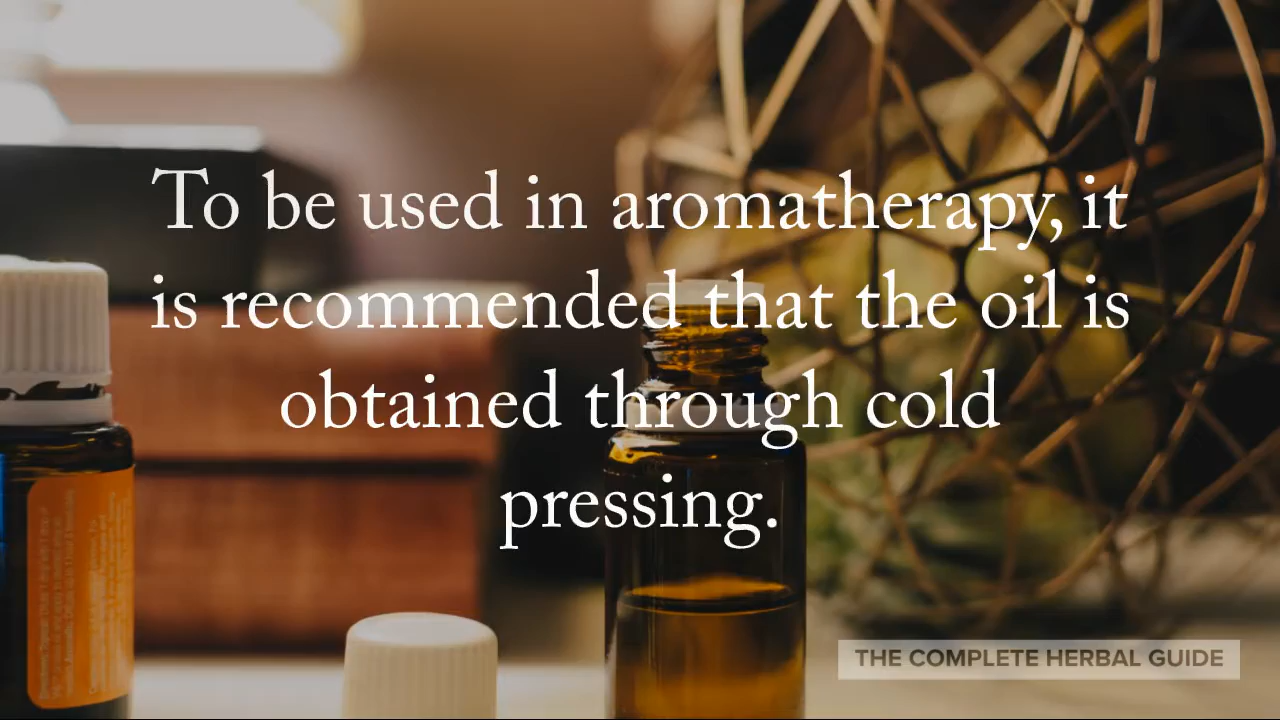 To be used in aromatherapy, it
is recommended that the oil is
obtained through cold
pressing.
THE COMPLETE HERBAL GUIDE